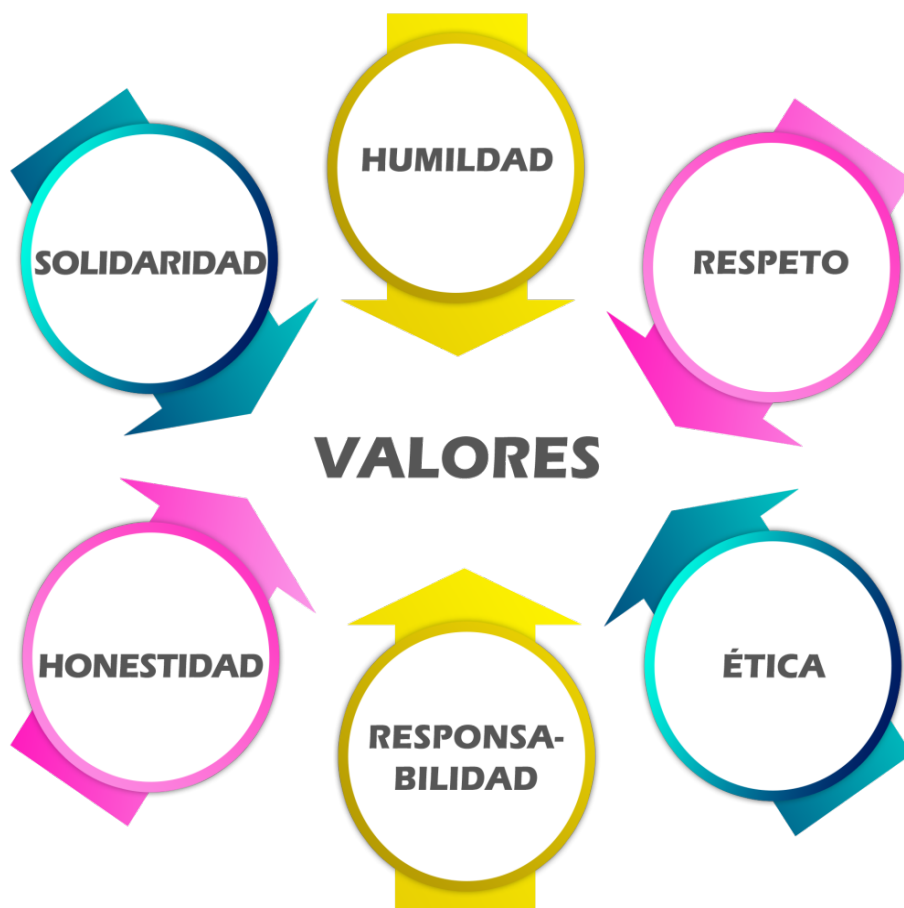 HUMILDAD
SOLIDARIDAD
RESPETO
VALORES
HONESTIDAD
ÉTICA
RESPONSA-
BILIDAD